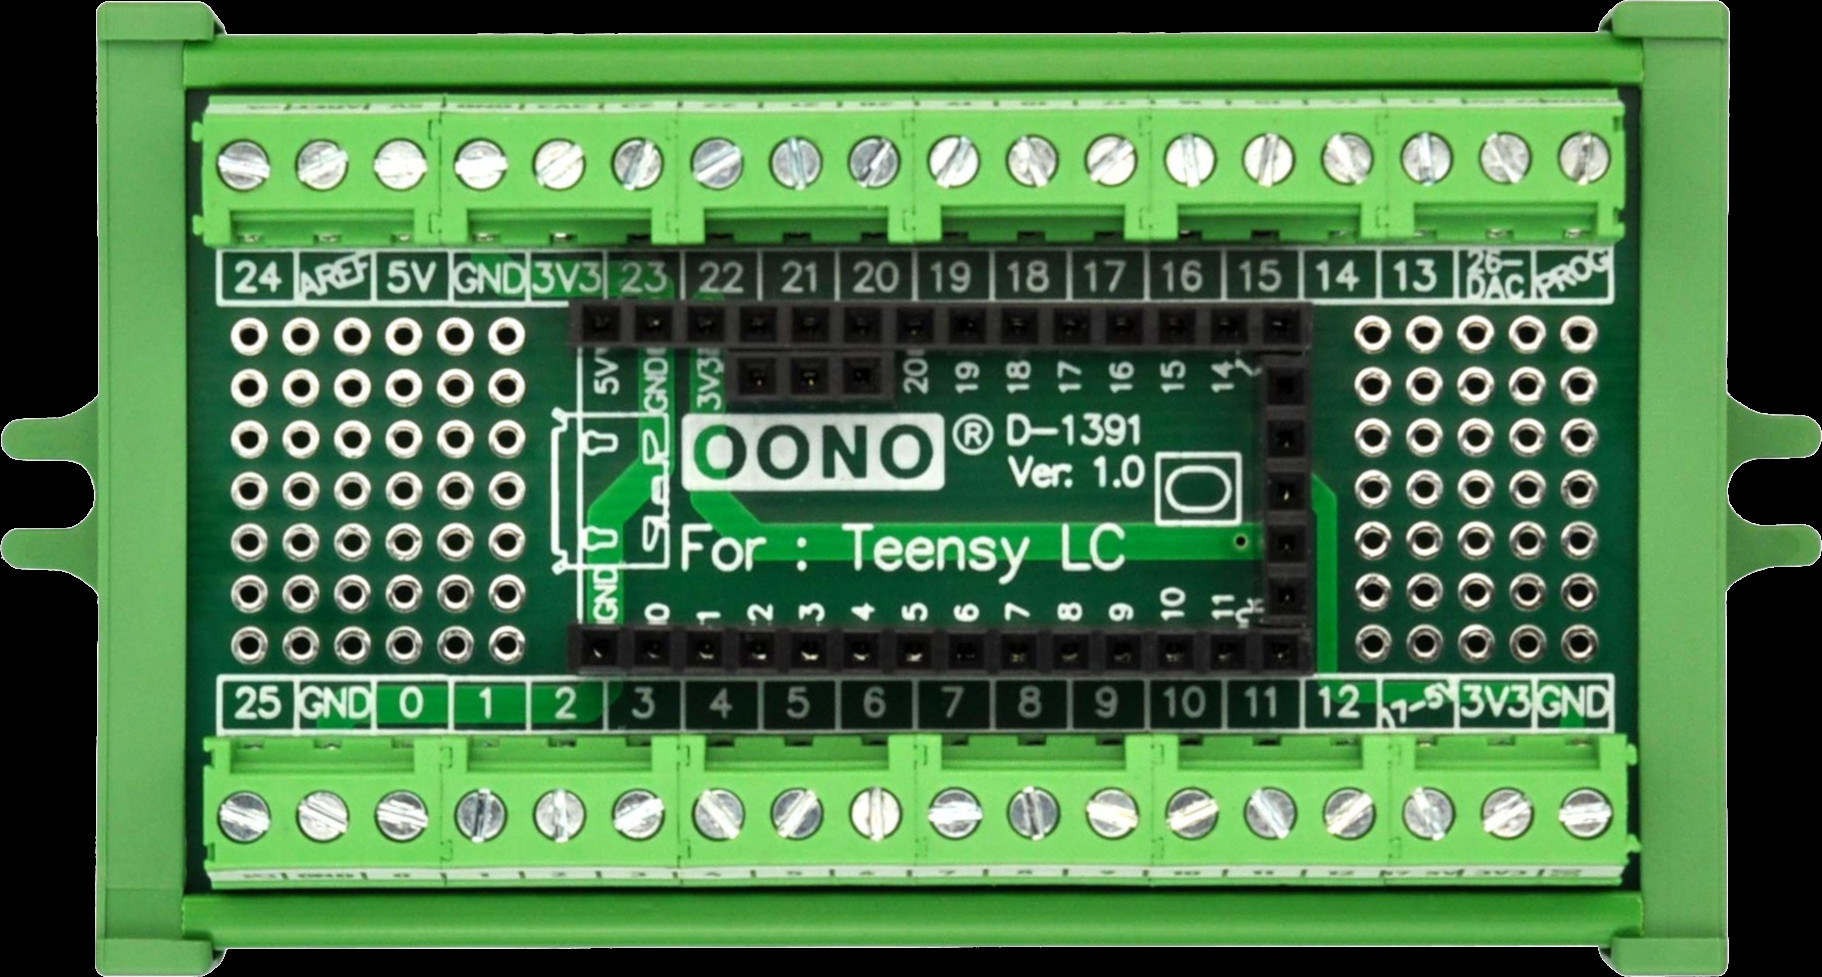 24 AREF 5V GND 3V3 23 22 21 20 19 18 17 16 15 14 13 26-DAC PROG
5V GND 3V3 20 19 18 17 16 15 14
OONO ® D-1391
Ver: 1.0
For : Teensy LC
GND 0 1 2 3 4 5 6 7 8 9 10 11
25 GND 0 1 2 3 4 5 6 7 8 9 10 11 12 17-5V 3V3 GND